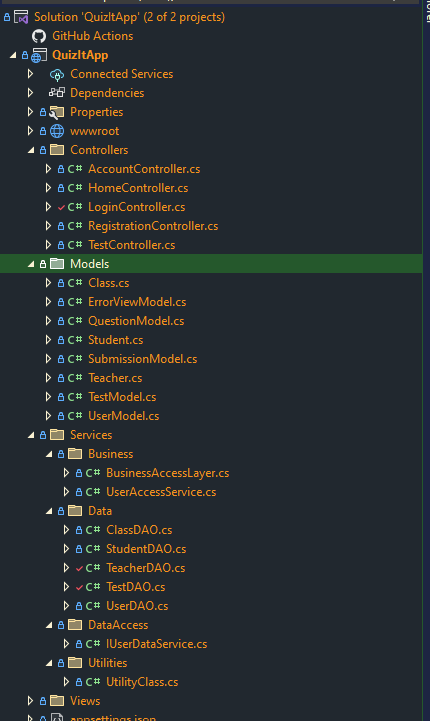 Solution 'QuizItApp' (2 of 2 projects)
GitHub Actions
QuizItApp
Connected Services
Dependencies
Properties
wwwroot
Controllers
C# AccountController.cs
C# HomeController.cs
C# LoginController.cs
C# RegistrationController.cs
C# TestController.cs
Models
C# Class.cs
C# ErrorViewModel.cs
C# QuestionModel.cs
C# Student.cs
C# SubmissionModel.cs
C# Teacher.cs
C# TestModel.cs
C# UserModel.cs
Services
Business
C# BusinessAccessLayer.cs
C# UserAccessService.cs
Data
C# ClassDAO.cs
C# StudentDAO.cs
C# TeacherDAO.cs
C# TestDAO.cs
C# UserDAO.cs
DataAccess
C# IUserDataService.cs
Utilities
C# UtilityClass.cs
Views
appsettings.json